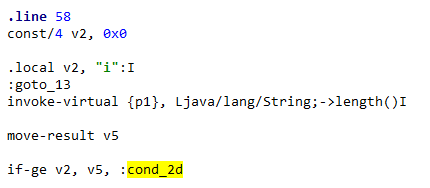 .line 58
const/4 v2, 0x0
.local v2, "i":I
:goto_13
invoke-virtual {p1}, Ljava/lang/String;->length()I
move-result v5
if-ge v2, v5, :cond_2d